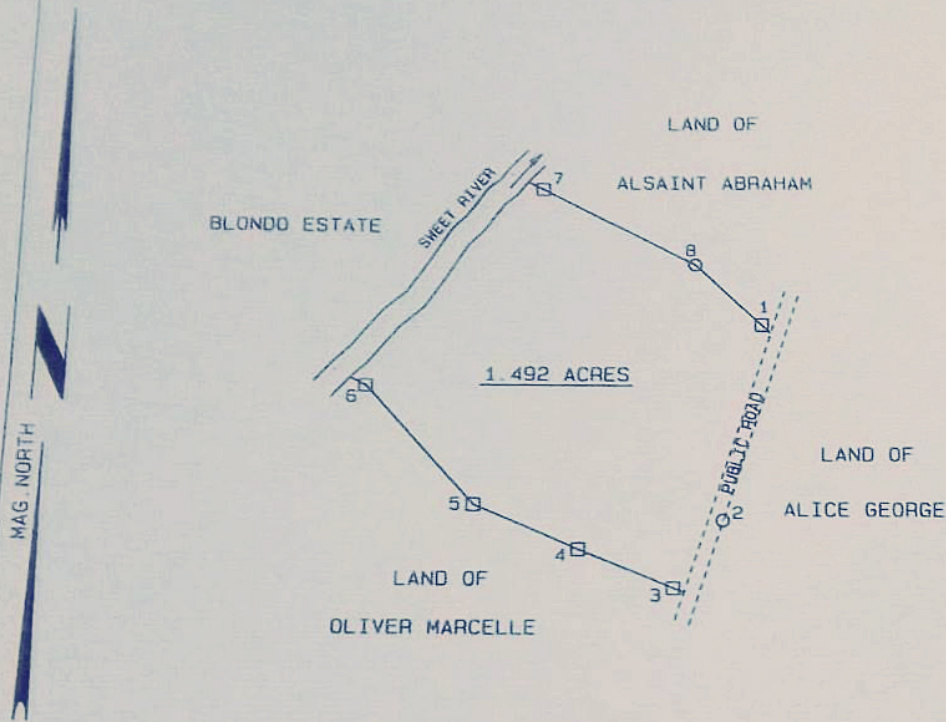 LAND OF
ALSAINT ABRAHAM
7
SWEET RIVER
BLONDO ESTATE
8
1
1.492 ACRES
6
PUBLIC ROAD
LAND OF
ALICE GEORGE
2
5
4
3
LAND OF
OLIVER MARCELLE
N
MAG.NORTH